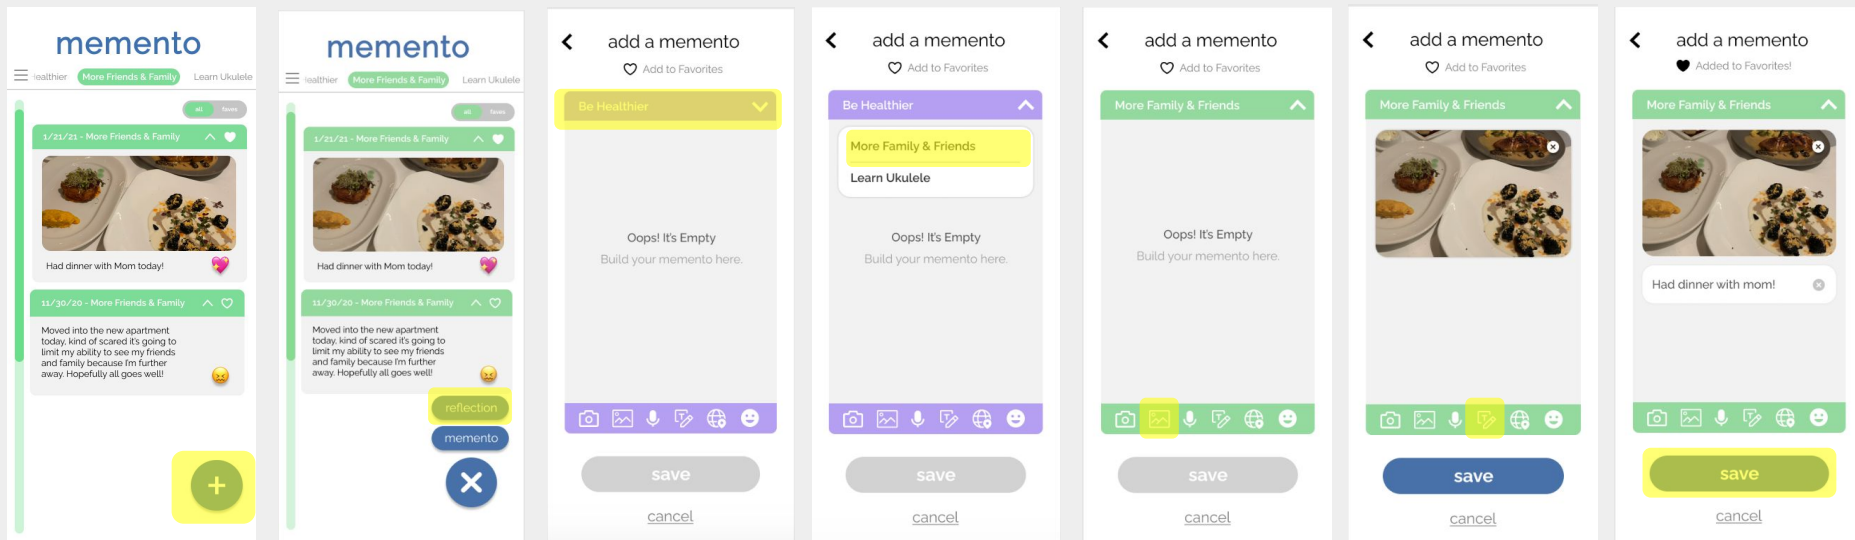 memento
ealthier More Friends & Family Learn Ukulele
all faves
1/21/21 - More Friends & Family
Had dinner with Mom today!
11/30/20 - More Friends & Family
Moved into the new apartment
today, kind of scared it's going to
limit my ability to see my friends
and family because I'm further
away. Hopefully all goes well!
+
memento
ealthier More Friends & Family Learn Ukulele
all faves
1/21/21 - More Friends & Family
Had dinner with Mom today!
11/30/20 - More Friends & Family
Moved into the new apartment
today, kind of scared it's going to
limit my ability to see my friends
and family because I'm further
away. Hopefully all goes well!
reflection
memento
add a memento
Add to Favorites
Be Healthier
Oops! It's Empty
Build your memento here.
save
cancel
add a memento
Add to Favorites
Be Healthier
More Family & Friends
Learn Ukulele
Oops! It's Empty
Build your memento here.
save
cancel
add a memento
Add to Favorites
More Family & Friends
Oops! It's Empty
Build your memento here.
save
cancel
add a memento
Add to Favorites
More Family & Friends
save
cancel
add a memento
Added to Favorites!
More Family & Friends
Had dinner with mom!
save
cancel